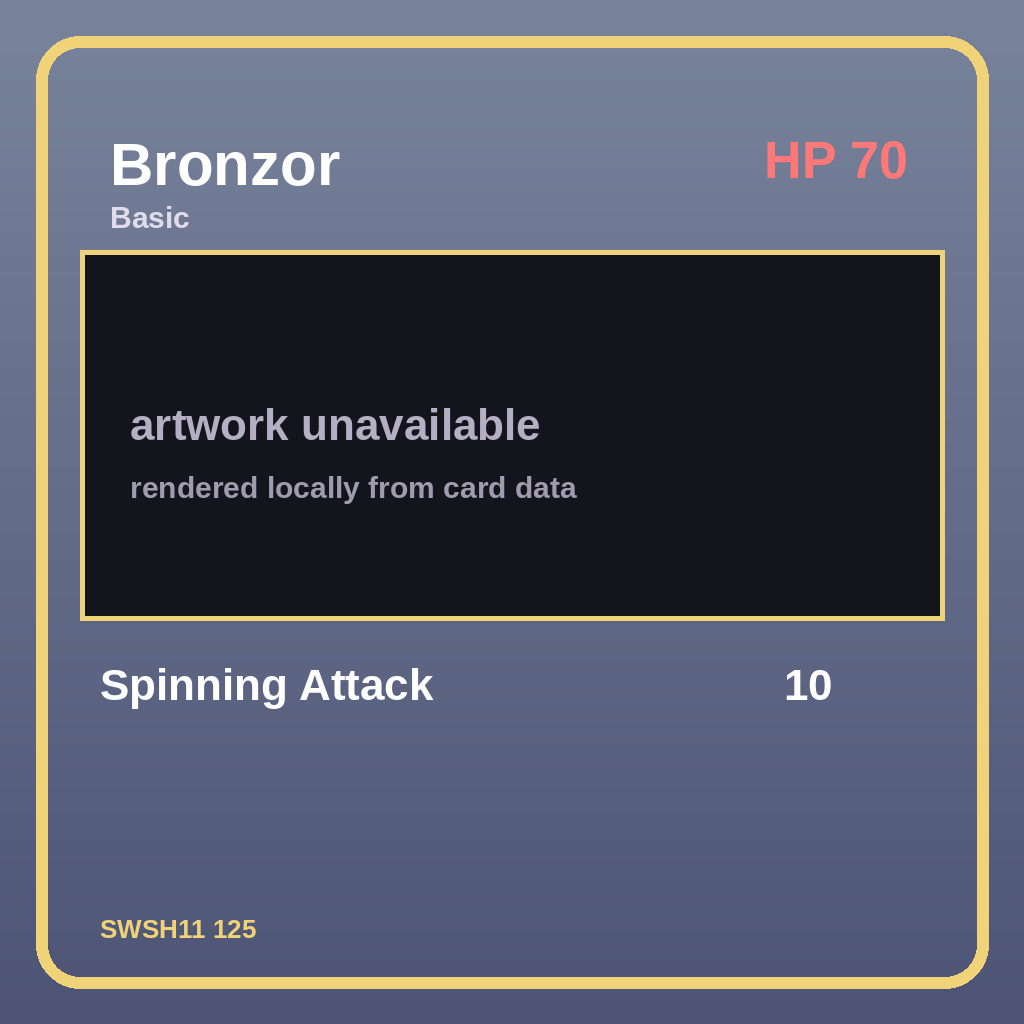 Bronzor
HP 70
Basic
artwork unavailable
rendered locally from card data
Spinning Attack
10
SWSH11 125